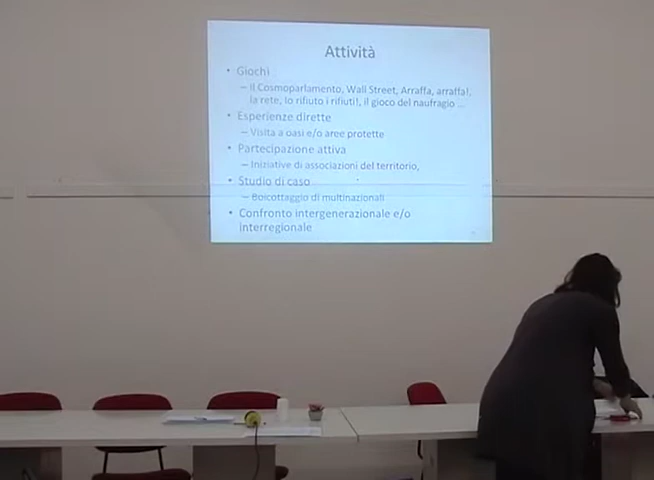 Attività
• Giochi
– Il Cosmoparlamento, Wall Street, Arraffa, arraffa!,
la rete, Io rifiuto i rifiuti!, il gioco del naufragio ...
• Esperienze dirette
– Visita a oasi e/o aree protette
• Partecipazione attiva
– Iniziative di associazioni del territorio,
• Studio di caso
– Boicottaggio di multinazionali
• Confronto intergenerazionale e/o
interregionale